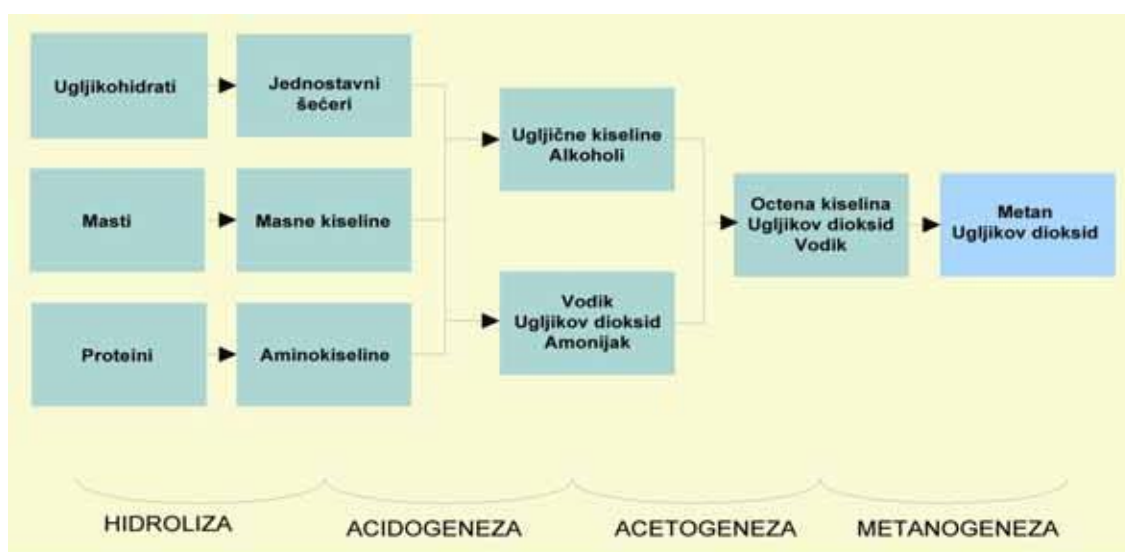 Ugljikohidrati
Jednostavni
šećeri
Masti
Masne kiseline
Proteini
Aminokiseline
Ugljične kiseline
Alkoholi
Vodik
Ugljikov dioksid
Amonijak
Octena kiselina
Ugljikov dioksid
Vodik
Metan
Ugljikov dioksid
HIDROLIZA
ACIDOGENEZA
ACETOGENEZA
METANOGENEZA